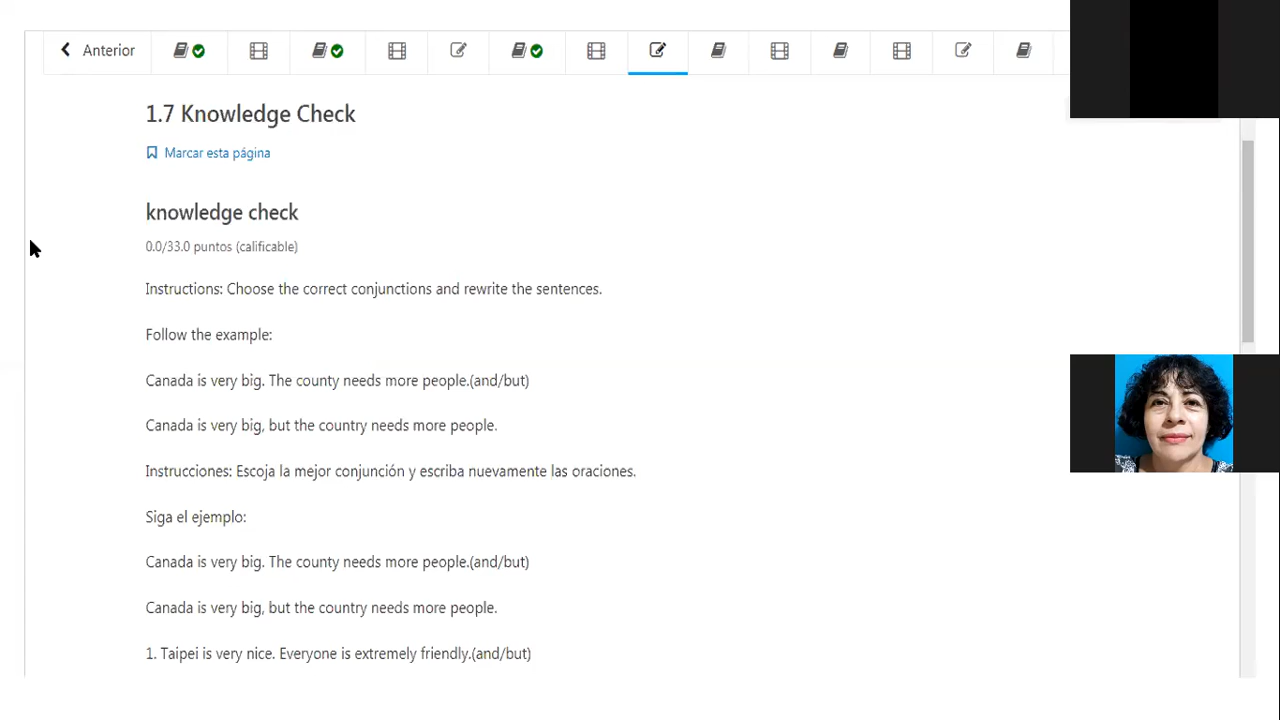 Anterior
1.7 Knowledge Check
Marcar esta página
knowledge check
0.0/33.0 puntos (calificable)
Instructions: Choose the correct conjunctions and rewrite the sentences.
Follow the example:
Canada is very big. The county needs more people.(and/but)
Canada is very big, but the country needs more people.
Instrucciones: Escoja la mejor conjunción y escriba nuevamente las oraciones.
Siga el ejemplo:
Canada is very big. The county needs more people.(and/but)
Canada is very big, but the country needs more people.
1. Taipei is very nice. Everyone is extremely friendly.(and/but)